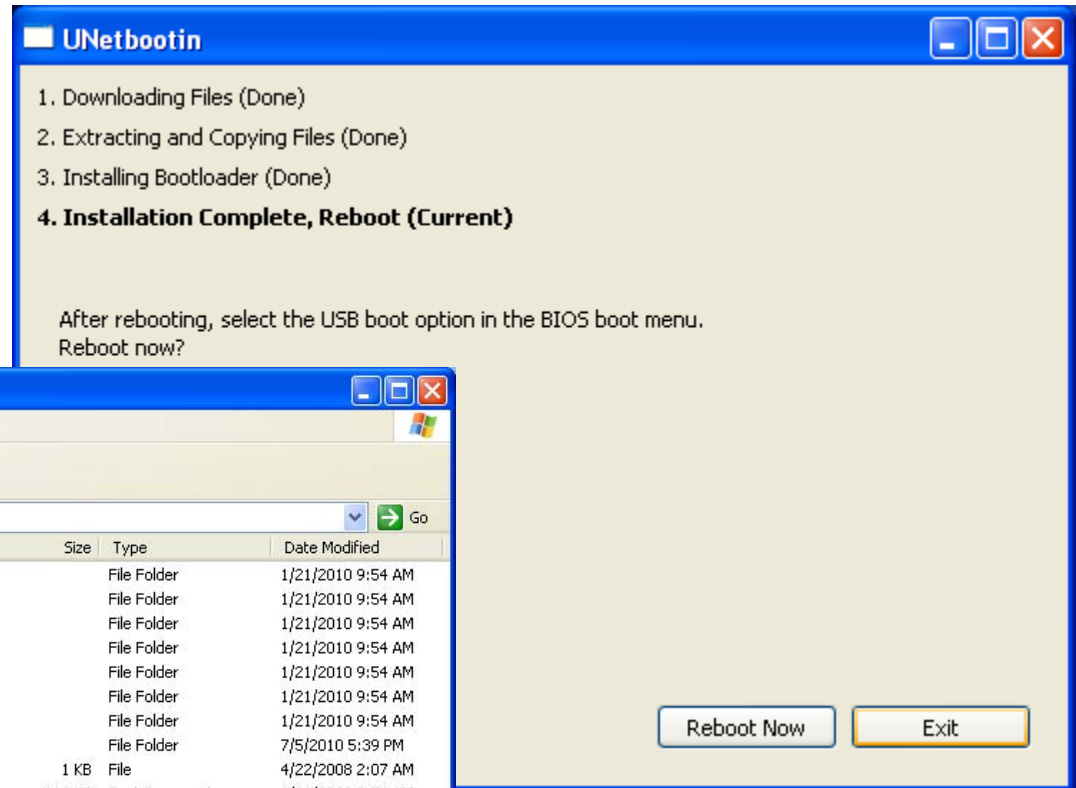 UNetbootin
1. Downloading Files (Done)
2. Extracting and Copying Files (Done)
3. Installing Bootloader (Done)
4. Installation Complete, Reboot (Current)
After rebooting, select the USB boot option in the BIOS boot menu.
Reboot now?
Go
Size Type Date Modified
File Folder 1/21/2010 9:54 AM
File Folder 1/21/2010 9:54 AM
File Folder 1/21/2010 9:54 AM
File Folder 1/21/2010 9:54 AM
File Folder 1/21/2010 9:54 AM
File Folder 1/21/2010 9:54 AM
File Folder 1/21/2010 9:54 AM
File Folder 7/5/2010 5:39 PM
1 KB File 4/22/2008 2:07 AM
Reboot Now Exit